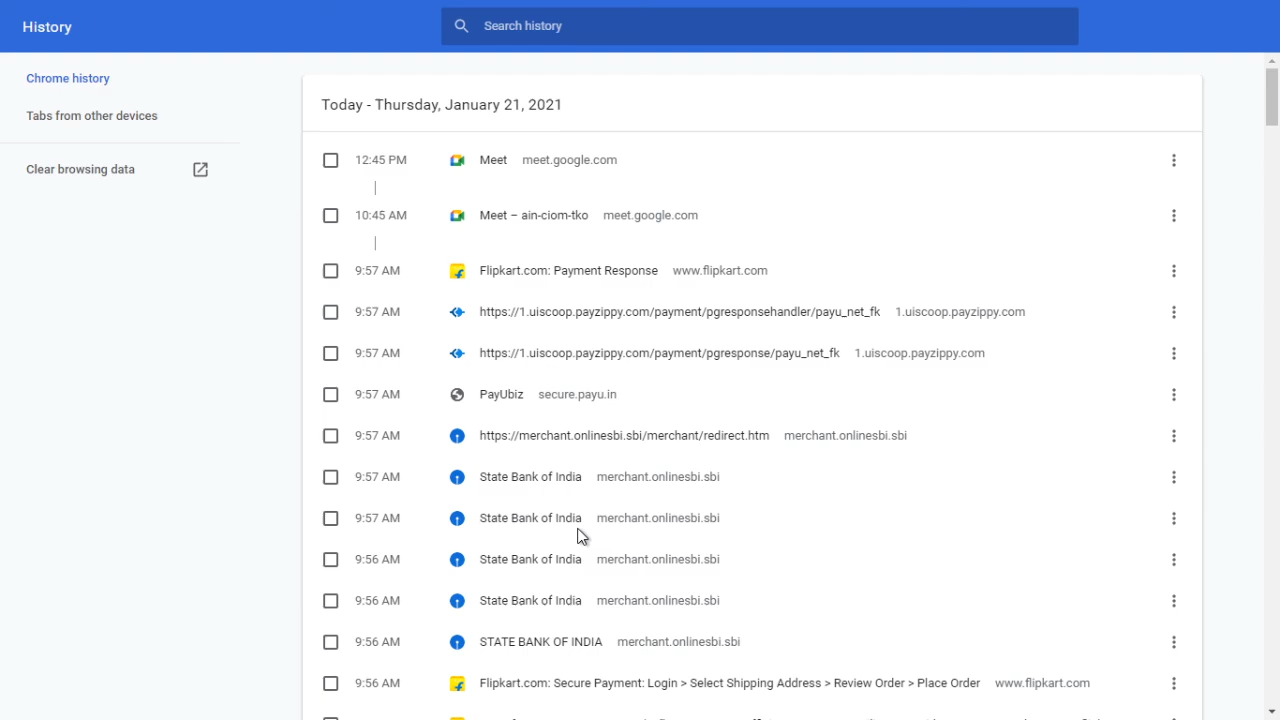 History
Search history
Chrome history
Tabs from other devices
Clear browsing data
Today - Thursday, January 21, 2021
12:45 PM Meet meet.google.com
10:45 AM Meet – ain-ciom-tko meet.google.com
9:57 AM Flipkart.com: Payment Response www.flipkart.com
9:57 AM https://1.uiscoop.payzippy.com/payment/pgresponsehandler/payu_net_fk 1.uiscoop.payzippy.com
9:57 AM https://1.uiscoop.payzippy.com/payment/pgresponse/payu_net_fk 1.uiscoop.payzippy.com
9:57 AM PayUbiz secure.payu.in
9:57 AM https://merchant.onlinesbi.sbi/merchant/redirect.htm merchant.onlinesbi.sbi
9:57 AM State Bank of India merchant.onlinesbi.sbi
9:57 AM State Bank of India merchant.onlinesbi.sbi
9:56 AM State Bank of India merchant.onlinesbi.sbi
9:56 AM State Bank of India merchant.onlinesbi.sbi
9:56 AM STATE BANK OF INDIA merchant.onlinesbi.sbi
9:56 AM Flipkart.com: Secure Payment: Login > Select Shipping Address > Review Order > Place Order www.flipkart.com